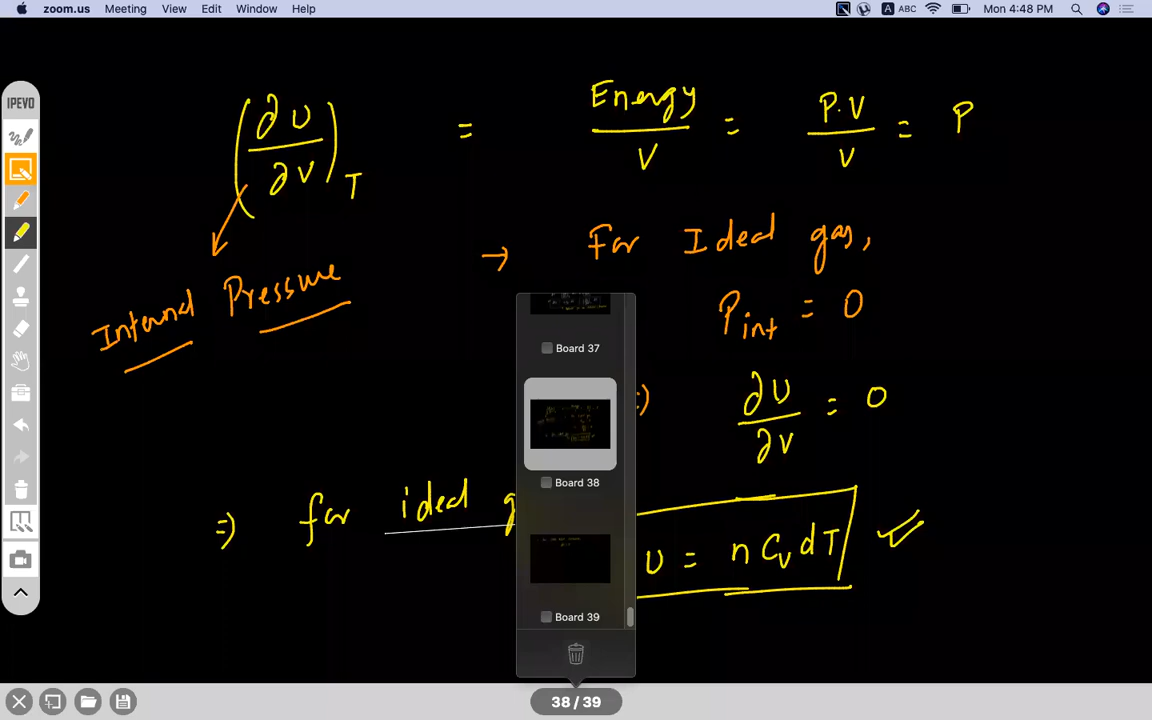 zoom.us Meeting View Edit Window Help ABC Mon 4:48 PM
IPEVO
(∂U/∂V)T = Energy/V = P.V/V = P
Internal Pressure
→ For Ideal gas,
Pint = 0
Board 37
⇒) ∂U/∂V = 0
Board 38
⇒) for ideal g
U = nCvdT
Board 39
38 / 39